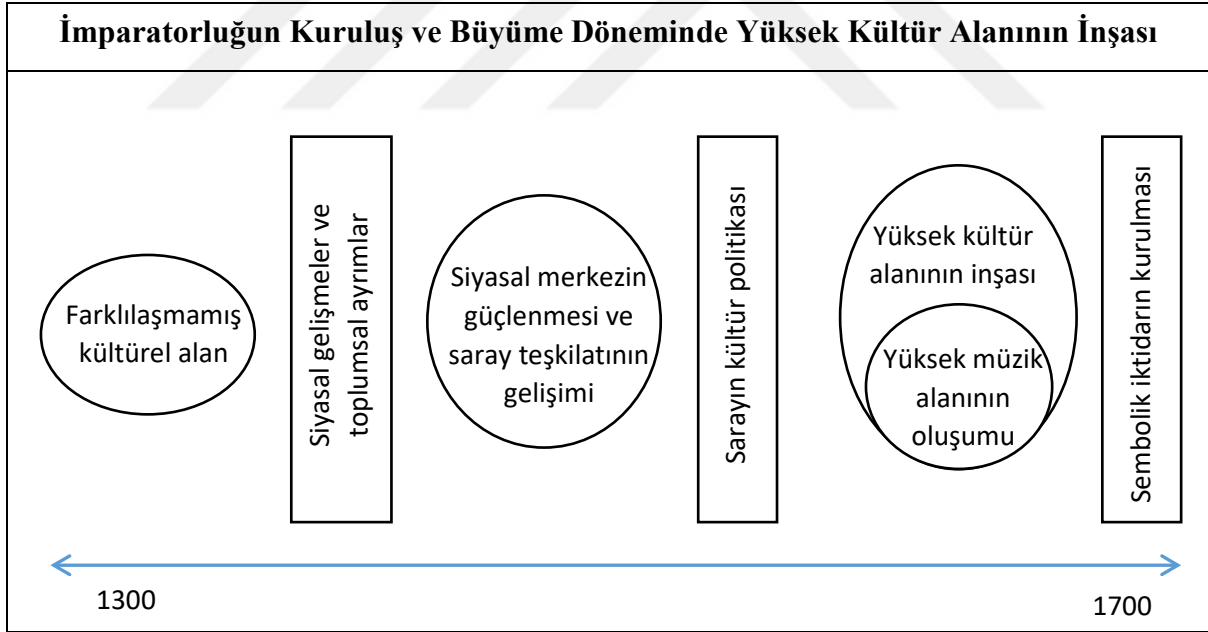 İmparatorluğun Kuruluş ve Büyüme Döneminde Yüksek Kültür Alanının İnşası
Farklılaşmamış
kültürel alan
Siyasal gelişmeler ve
toplumsal ayrımlar
Siyasal merkezin
güçlenmesi ve
saray teşkilatının
gelişimi
Sarayın kültür politikası
Yüksek kültür
alanının inşası
Yüksek müzik
alanının
oluşumu
Sembolik iktidarın kurulması
1300
1700